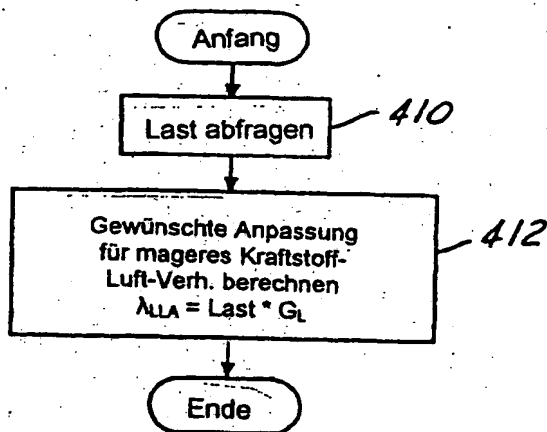 Anfang
Last abfragen
410
Gewünschte Anpassung
für mageres Kraftstoff-
Luft-Verh. berechnen
λLLA = Last * GL
412
Ende